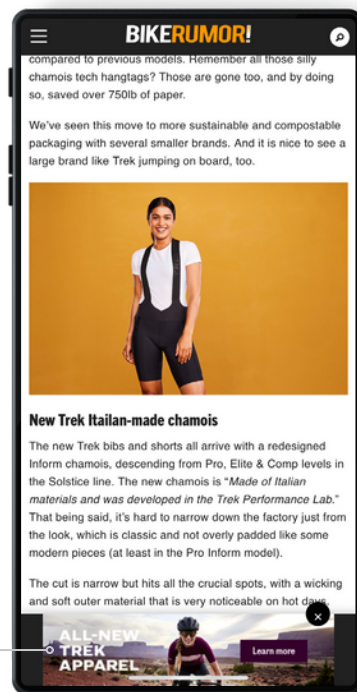 BIKERUMOR!
compared to previous models. Remember all those silly
chamois tech hangtags? Those are gone too, and by doing
so, saved over 750lb of paper.
We've seen this move to more sustainable and compostable
packaging with several smaller brands. And it is nice to see a
large brand like Trek jumping on board, too.
New Trek Itailan-made chamois
The new Trek bibs and shorts all arrive with a redesigned
Inform chamois, descending from Pro, Elite & Comp levels in
the Solstice line. The new chamois is "Made of Italian
materials and was developed in the Trek Performance Lab."
That being said, it's hard to narrow down the factory just from
the look, which is classic and not overly padded like some
modern pieces (at least in the Pro Inform model).
The cut is narrow but hits all the crucial spots, with a wicking
and soft outer material that is very noticeable on hot days.
ALL-NEW
TREK
APPAREL
Learn more